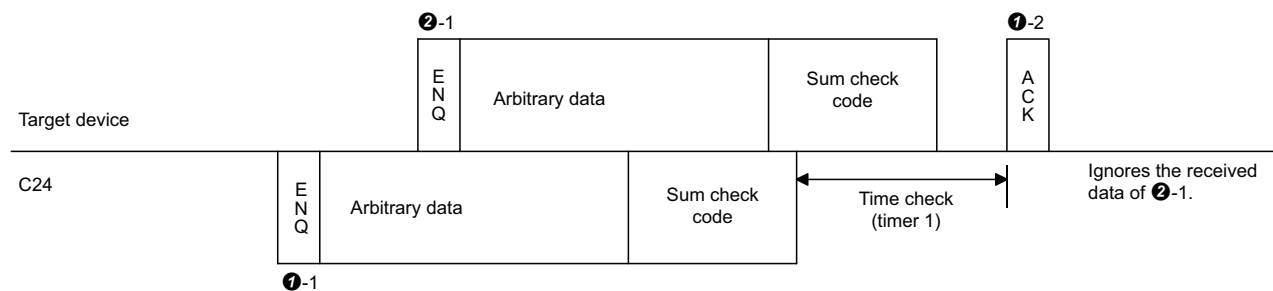 ❷-1
❶-2
E
N
Q
Arbitrary data
Sum check
code
A
C
K
Target device
C24
E
N
Q
Arbitrary data
Sum check
code
Time check
(timer 1)
Ignores the received
data of ❷-1.
❶-1